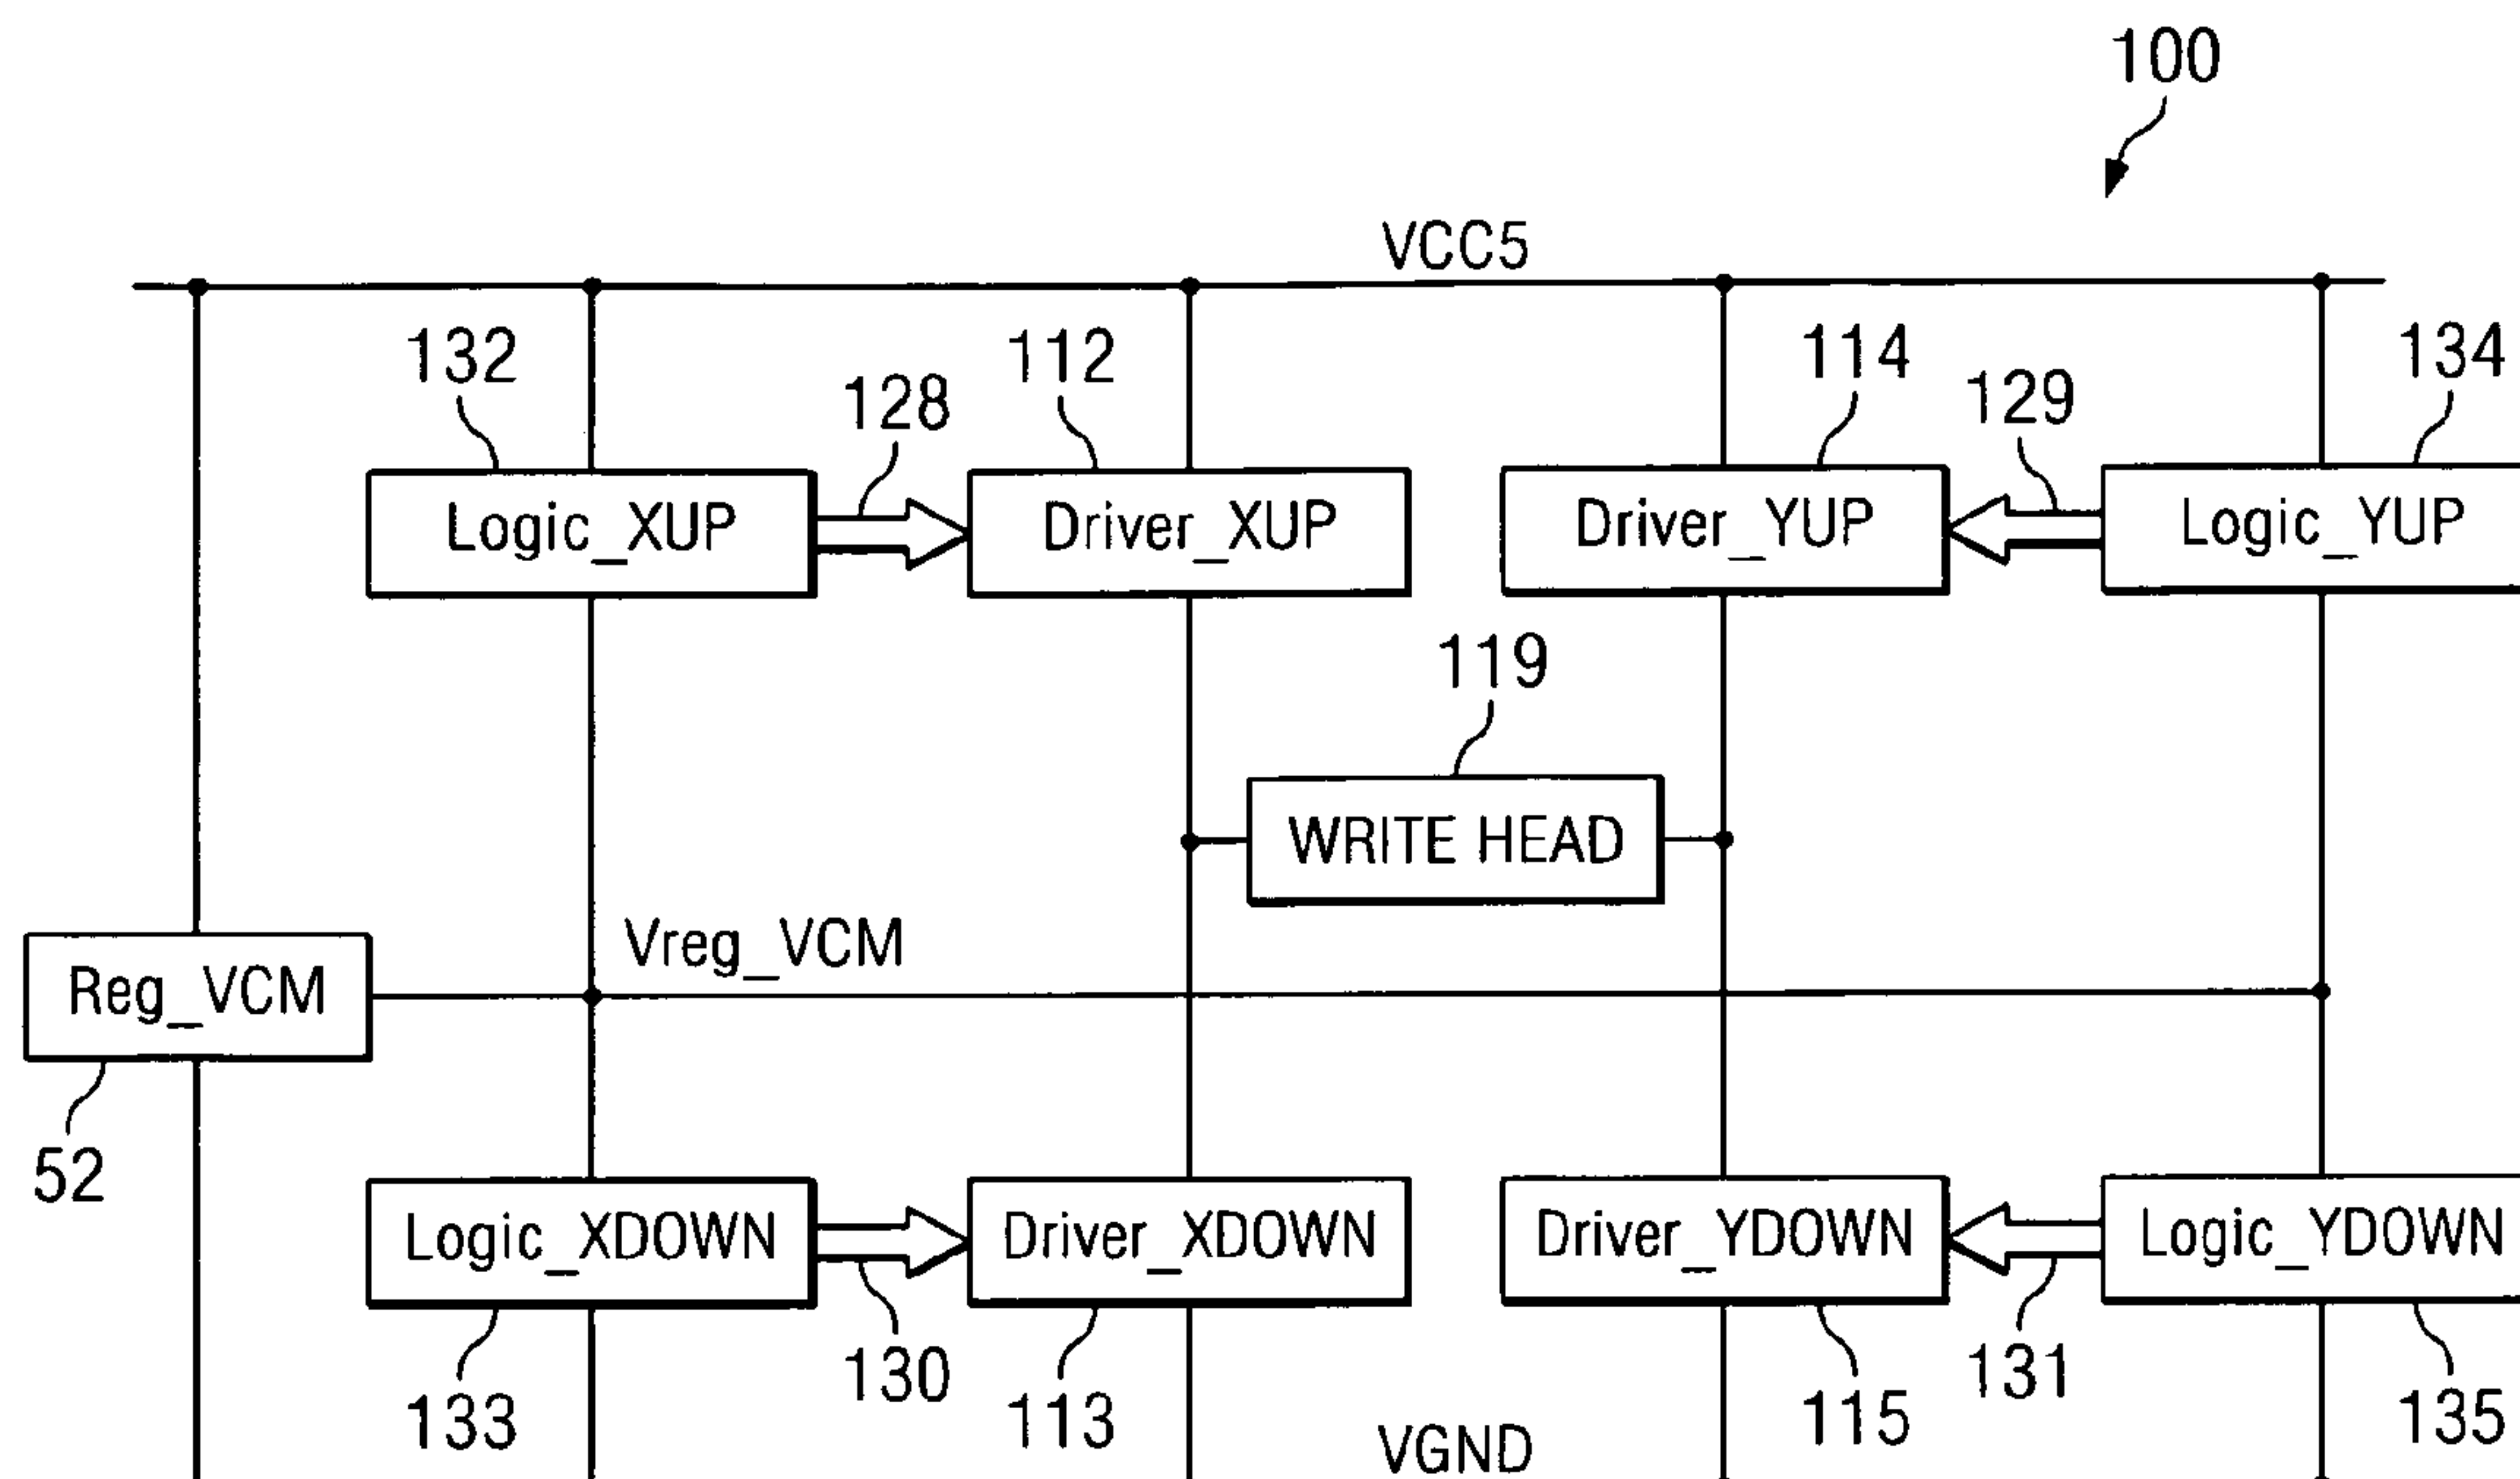 100
VCC5
132
112
114
134
128
129
Logic_XUP
Driver_XUP
Driver_YUP
Logic_YUP
119
WRITE HEAD
Vreg_VCM
Reg_VCM
52
Logic_XDOWN
Driver_XDOWN
Driver_YDOWN
Logic_YDOWN
130
131
133
113
115
135
VGND